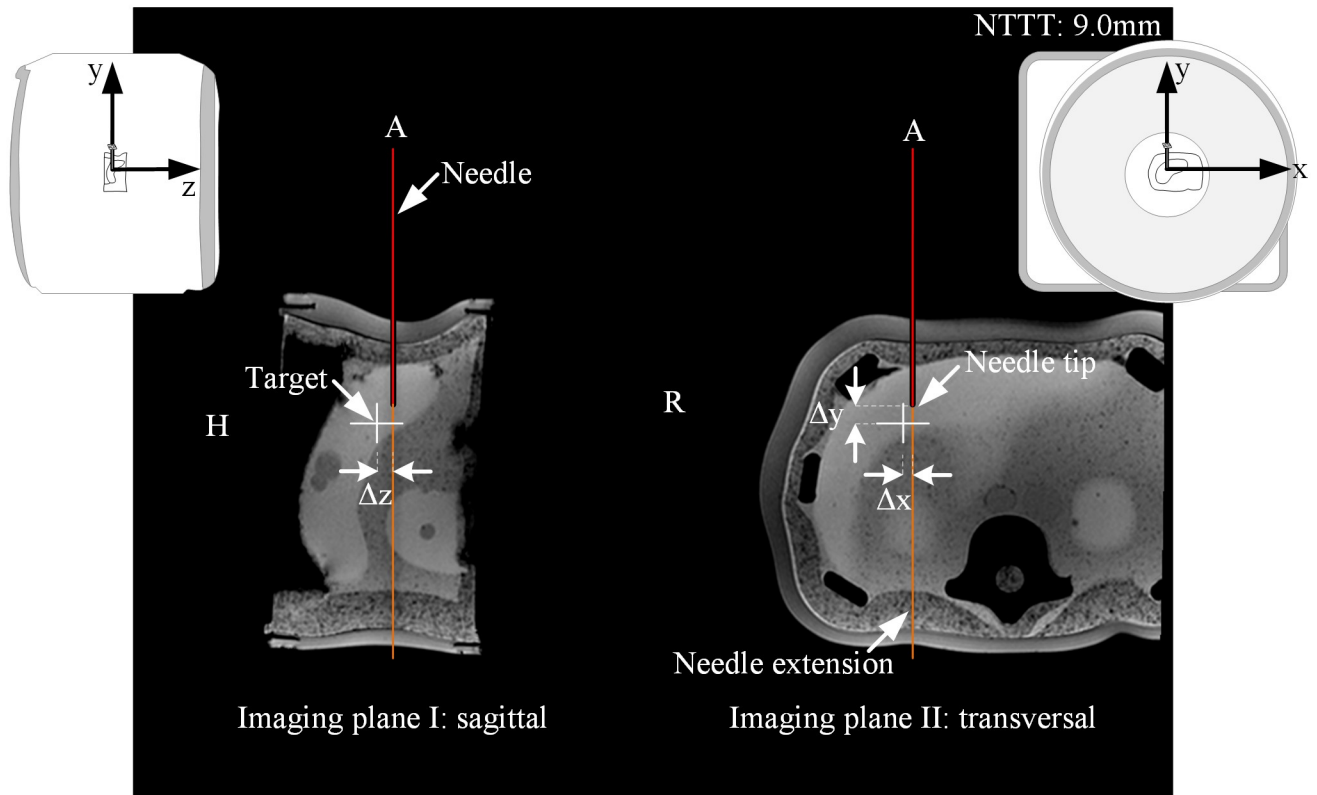 NTTT: 9.0mm
y
z
y
x
A
A
Needle
Needle tip
Target
H
R
Δy
Δz
Δx
Needle extension
Imaging plane I: sagittal
Imaging plane II: transversal